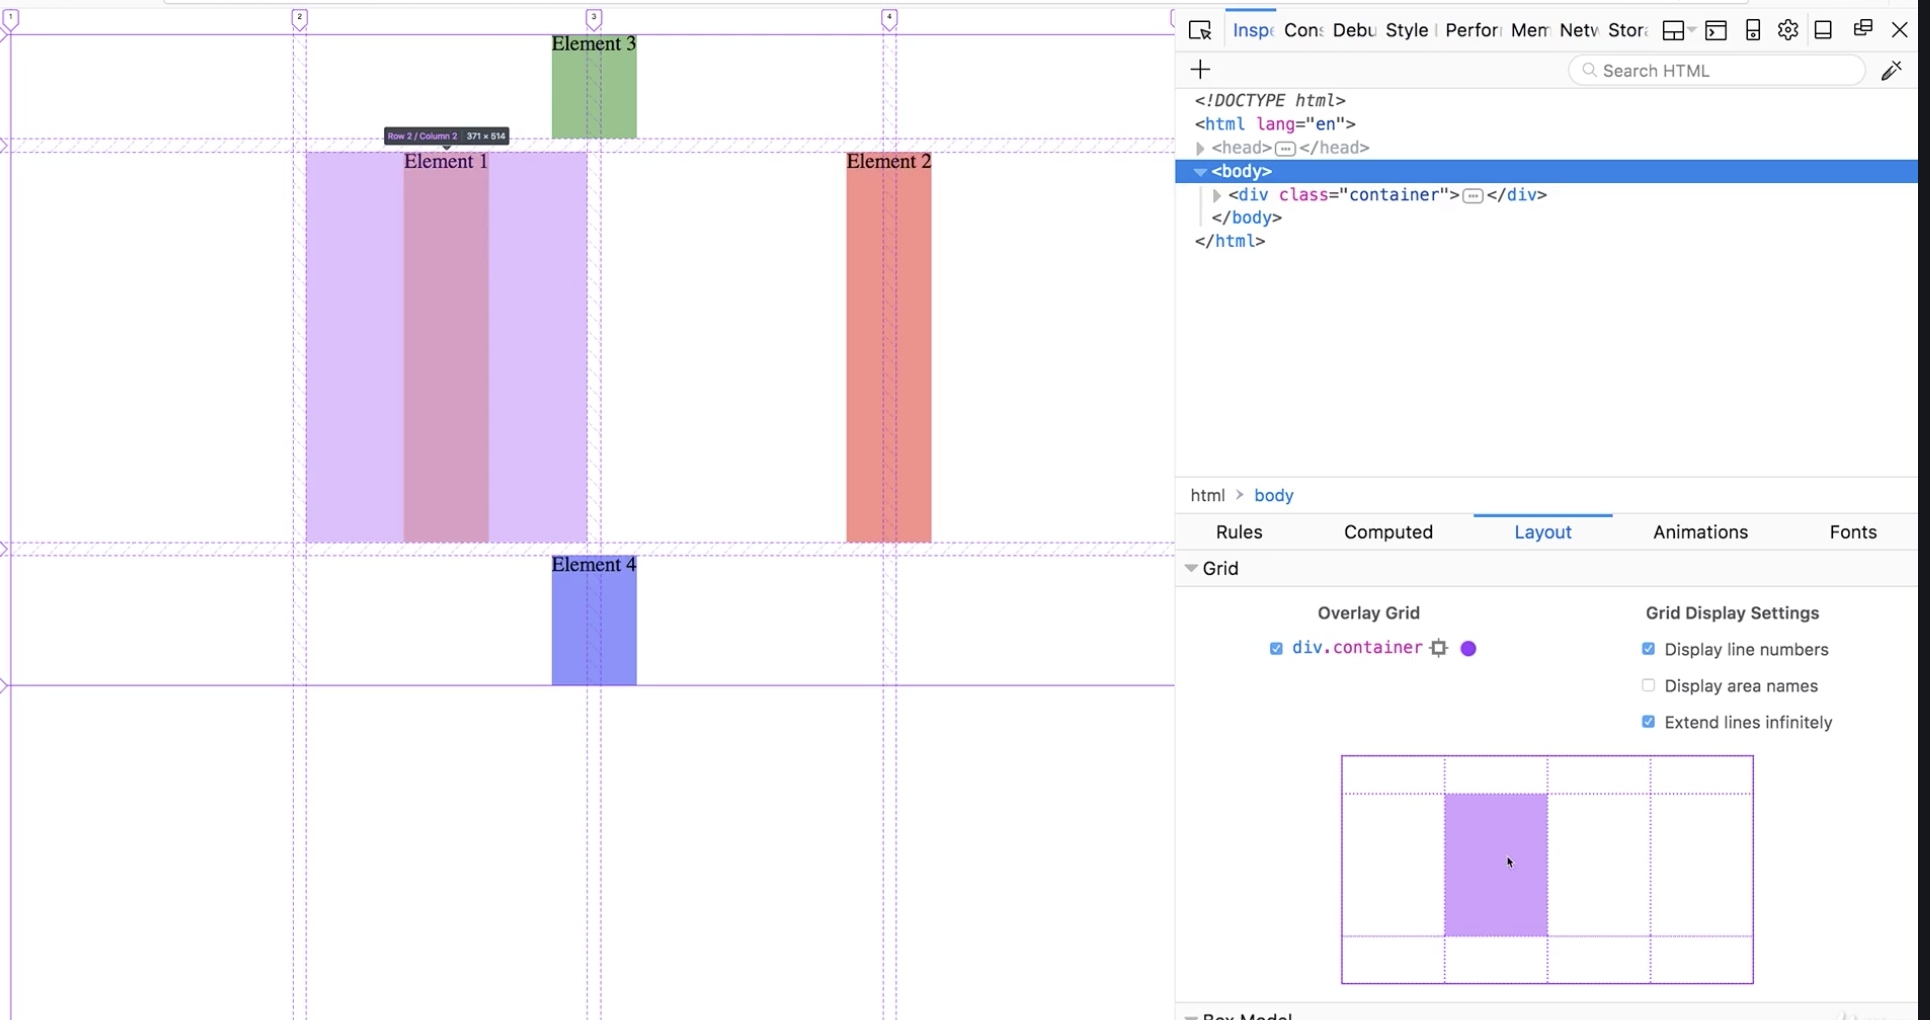 1 2 3 4
Element 3
Row 2 / Column 2 371 × 514
Element 1
Element 2
Element 4
Inspe Cons Debu Style Perfor Mem Netw Stora
Search HTML
<!DOCTYPE html>
<html lang="en">
<head> </head>
<body>
<div class="container"> </div>
</body>
</html>
html > body
Rules Computed Layout Animations Fonts
Grid
Overlay Grid Grid Display Settings
div.container Display line numbers
Display area names
Extend lines infinitely
Box Model